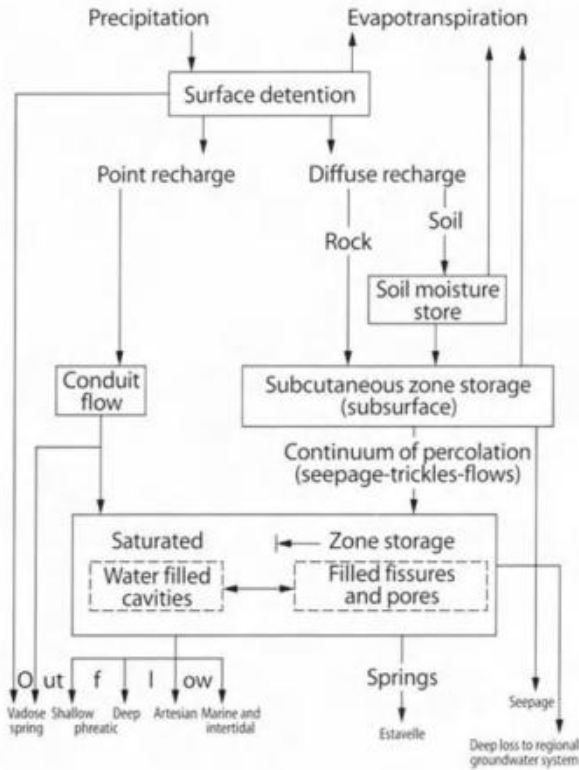 Precipitation
Evapotranspiration
Surface detention
Point recharge
Diffuse recharge
Rock
Soil
Soil moisture
store
Conduit
flow
Subcutaneous zone storage
(subsurface)
Continuum of percolation
(seepage-trickles-flows)
Saturated
Zone storage
Water filled
cavities
Filled fissures
and pores
O ut f l ow
Springs
Vadose
spring
Shallow
phreatic
Deep
Artesian
Marine and
intertidal
Estavelle
Seepage
Deep loss to regional
groundwater system